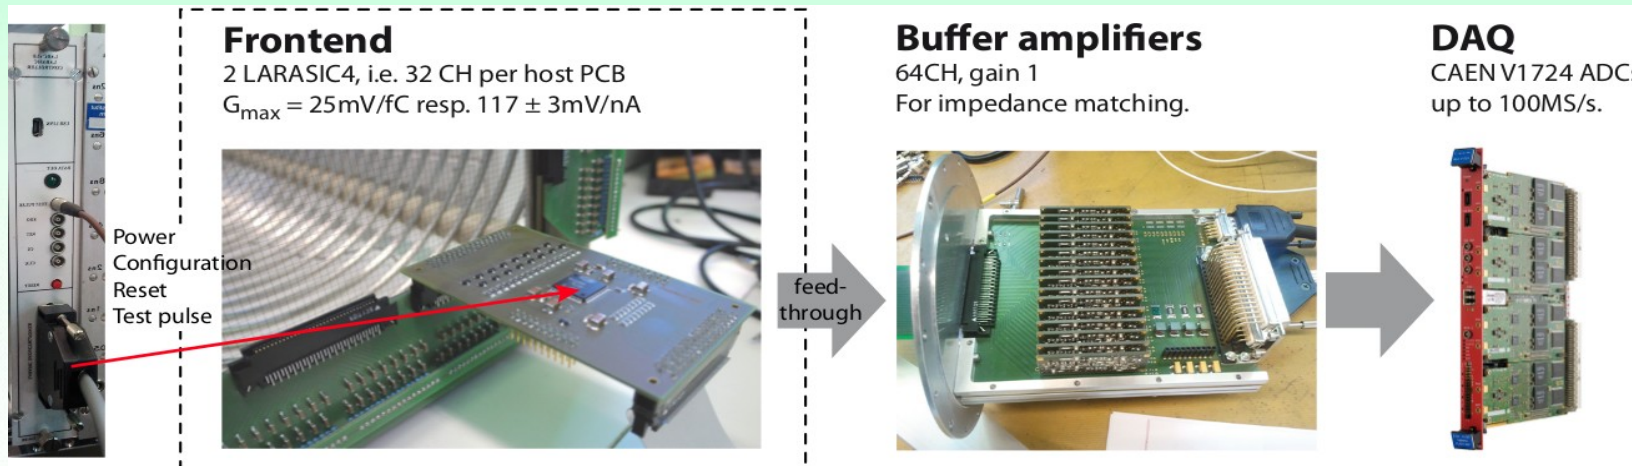 Frontend
2 LARASIC4, i.e. 32 CH per host PCB
Gmax = 25mV/fC resp. 117 ± 3mV/nA
Power
Configuration
Reset
Test pulse
feed-
through
Buffer amplifiers
64CH, gain 1
For impedance matching.
DAQ
CAEN V1724 ADCs
up to 100MS/s.